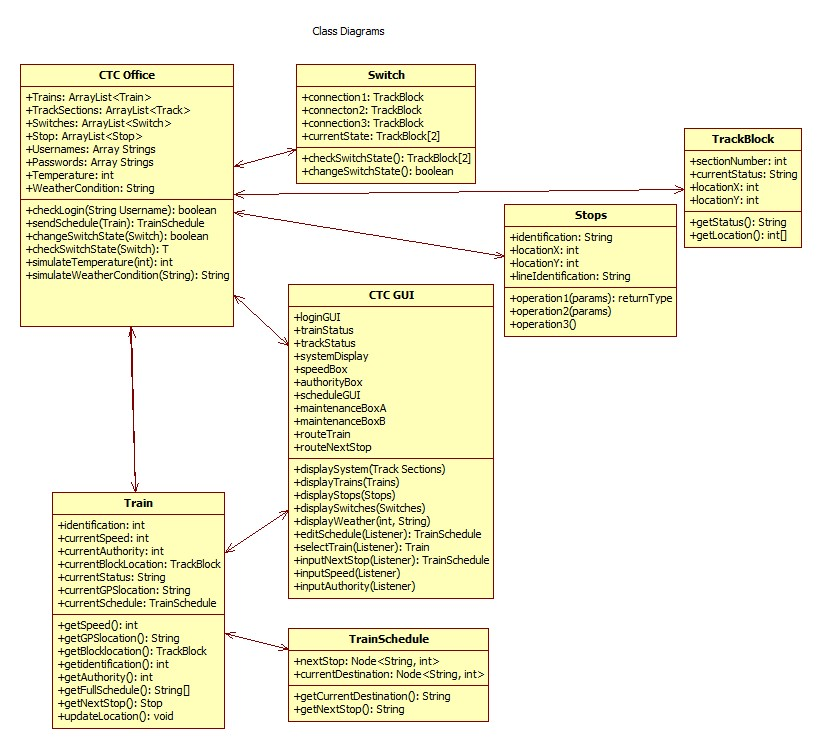 Class Diagrams
CTC Office
+Trains: ArrayList<Train>
+TrackSections: ArrayList<Track>
+Switches: ArrayList<Switch>
+Stop: ArrayList<Stop>
+Usernames: Array Strings
+Passwords: Array Strings
+Temperature: int
+WeatherCondition: String
+checkLogin(String Username): boolean
+sendSchedule(Train): TrainSchedule
+changeSwitchState(Switch): boolean
+checkSwitchState(Switch): T
+simulateTemperature(int): int
+simulateWeatherCondition(String): String
Switch
+connection1: TrackBlock
+connecton2: TrackBlock
+connection3: TrackBlock
+currentState: TrackBlock[2]
+checkSwitchState(): TrackBlock[2]
+changeSwitchState(): boolean
TrackBlock
+sectionNumber: int
+currentStatus: String
+locationX: int
+locationY: int
+getStatus(): String
+getLocation(): int[]
Stops
+identification: String
+locationX: int
+locationY: int
+lineIdentification: String
+operation1(params): returnType
+operation2(params)
+operation3()
CTC GUI
+loginGUI
+trainStatus
+trackStatus
+systemDisplay
+speedBox
+authorityBox
+scheduleGUI
+maintenanceBoxA
+maintenanceBoxB
+routeTrain
+routeNextStop
+displaySystem(Track Sections)
+displayTrains(Trains)
+displayStops(Stops)
+displaySwitches(Switches)
+displayWeather(int, String)
+editSchedule(Listener): TrainSchedule
+selectTrain(Listener): Train
+inputNextStop(Listener): TrainSchedule
+inputSpeed(Listener)
+inputAuthority(Listener)
Train
+identification: int
+currentSpeed: int
+currentAuthority: int
+currentBlockLocation: TrackBlock
+currentStatus: String
+currentGPSlocation: String
+currentSchedule: TrainSchedule
+getSpeed(): int
+getGPSlocation(): String
+getBlocklocation(): TrackBlock
+getidentification(): int
+getAuthority(): int
+getFullSchedule(): String[]
+getNextStop(): Stop
+updateLocation(): void
TrainSchedule
+nextStop: Node<String, int>
+currentDestination: Node<String, int>
+getCurrentDestination(): String
+getNextStop(): String